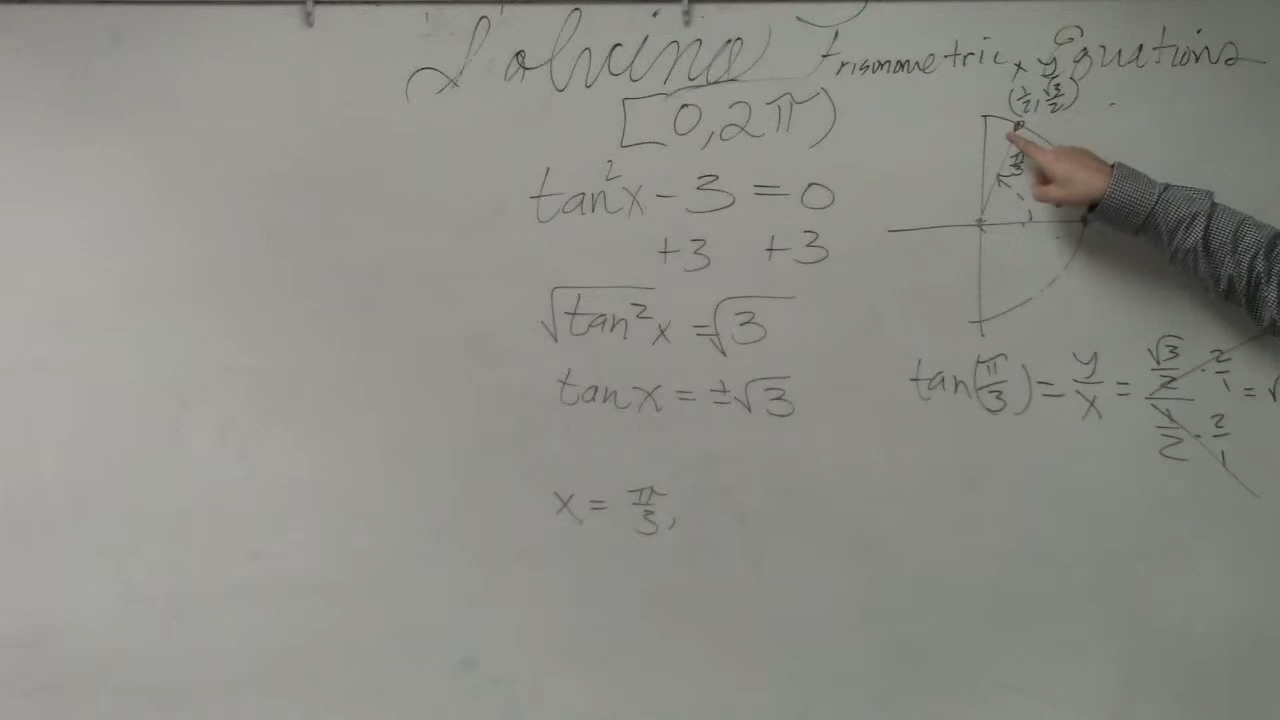 Solving Trigonometric Equations
[0,2π)
x y
(1/2, √3/2)
tan²x - 3 = 0
+3 +3
√tan²x = √3
tan x = ±√3
tan(π/3) = y/x = (√3/2 · 2/1)/(1/2 · 2/1) = √
x = π/3,